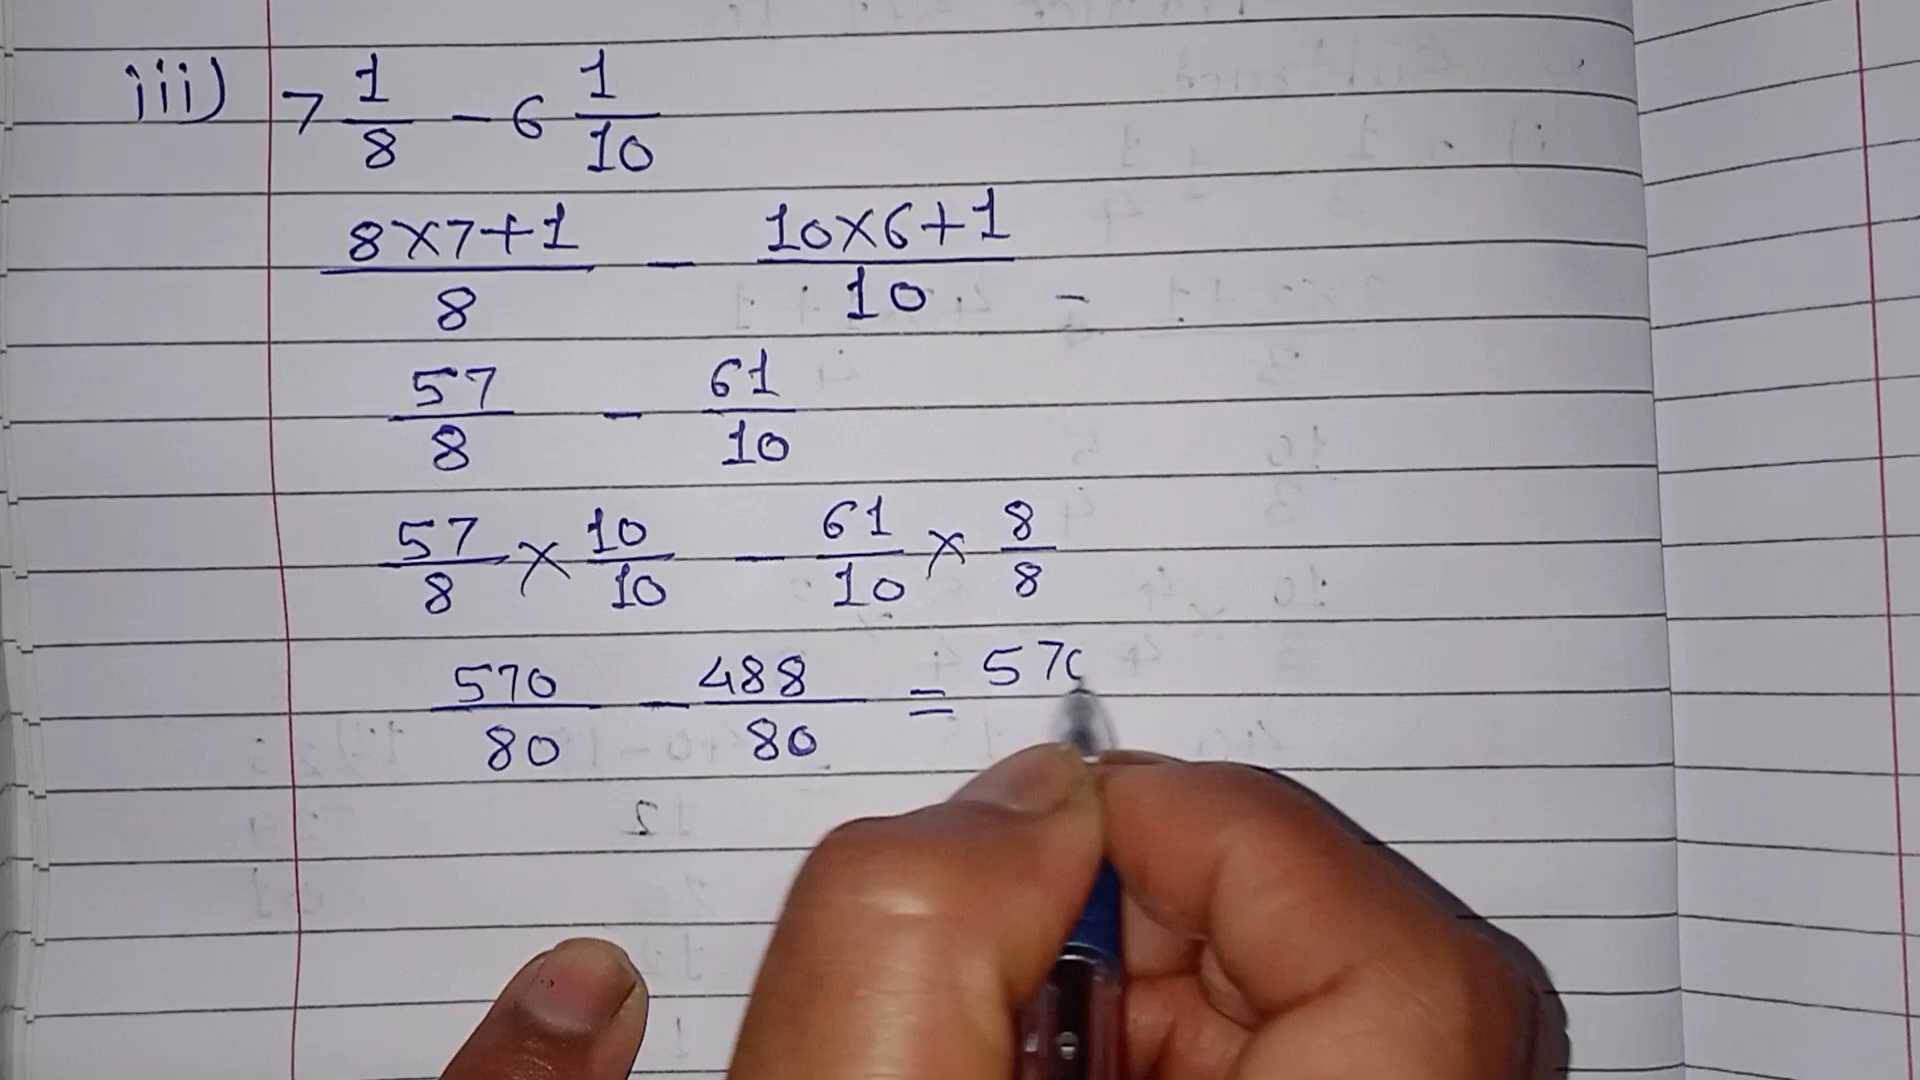 iii) 7 1/8 - 6 1/10
8×7+1/8 - 10×6+1/10
57/8 - 61/10
57/8 × 10/10 - 61/10 × 8/8
570/80 - 488/80 = 570